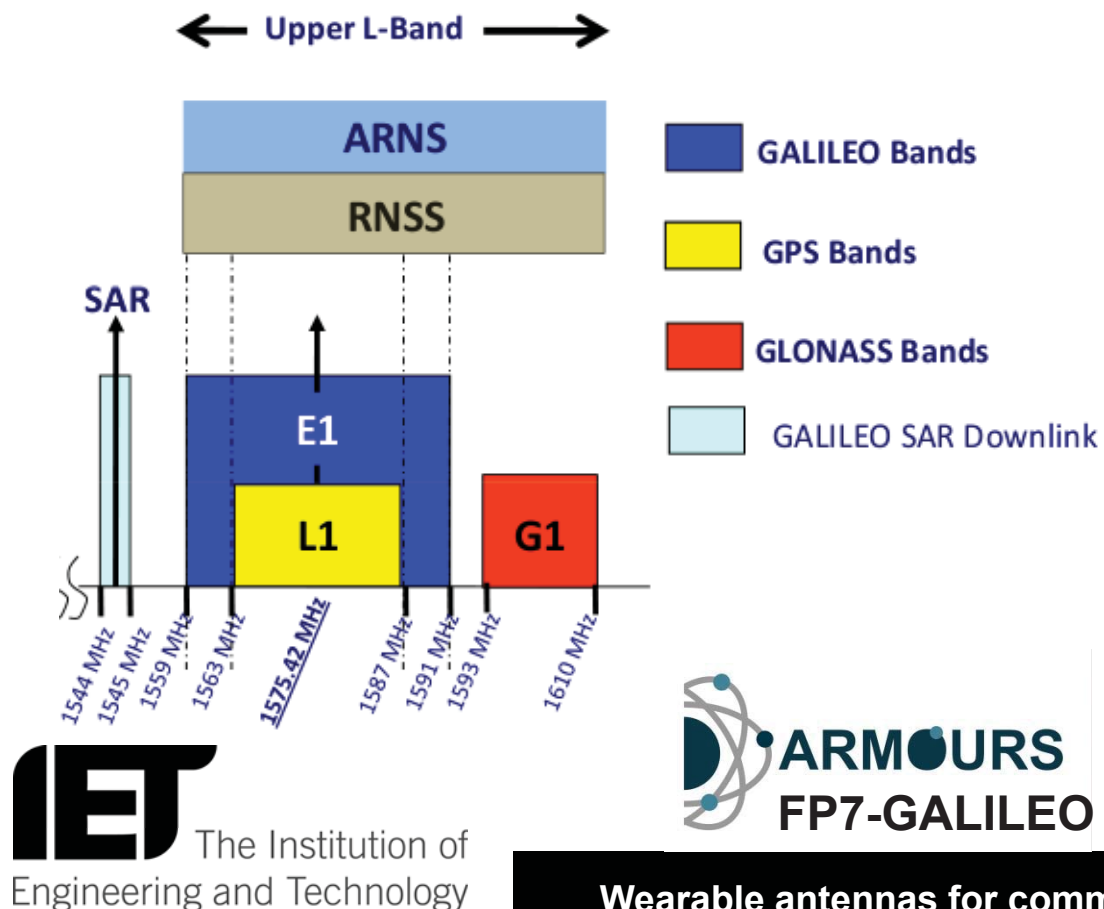 Upper L-Band
ARNS
RNSS
GALILEO Bands
GPS Bands
GLONASS Bands
GALILEO SAR Downlink
SAR
E1
L1
G1
1544 MHz
1545 MHz
1559 MHz
1563 MHz
1575.42 MHz
1587 MHz
1591 MHz
1593 MHz
1610 MHz
IET
The Institution of
Engineering and Technology
ARMOURS
FP7-GALILEO
Wearable antennas for comm